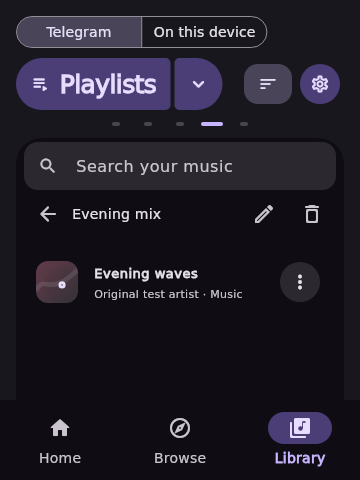 Telegram
On this device
Playlists
Search your music
Evening mix
Evening waves
Original test artist · Music
Home
Browse
Library